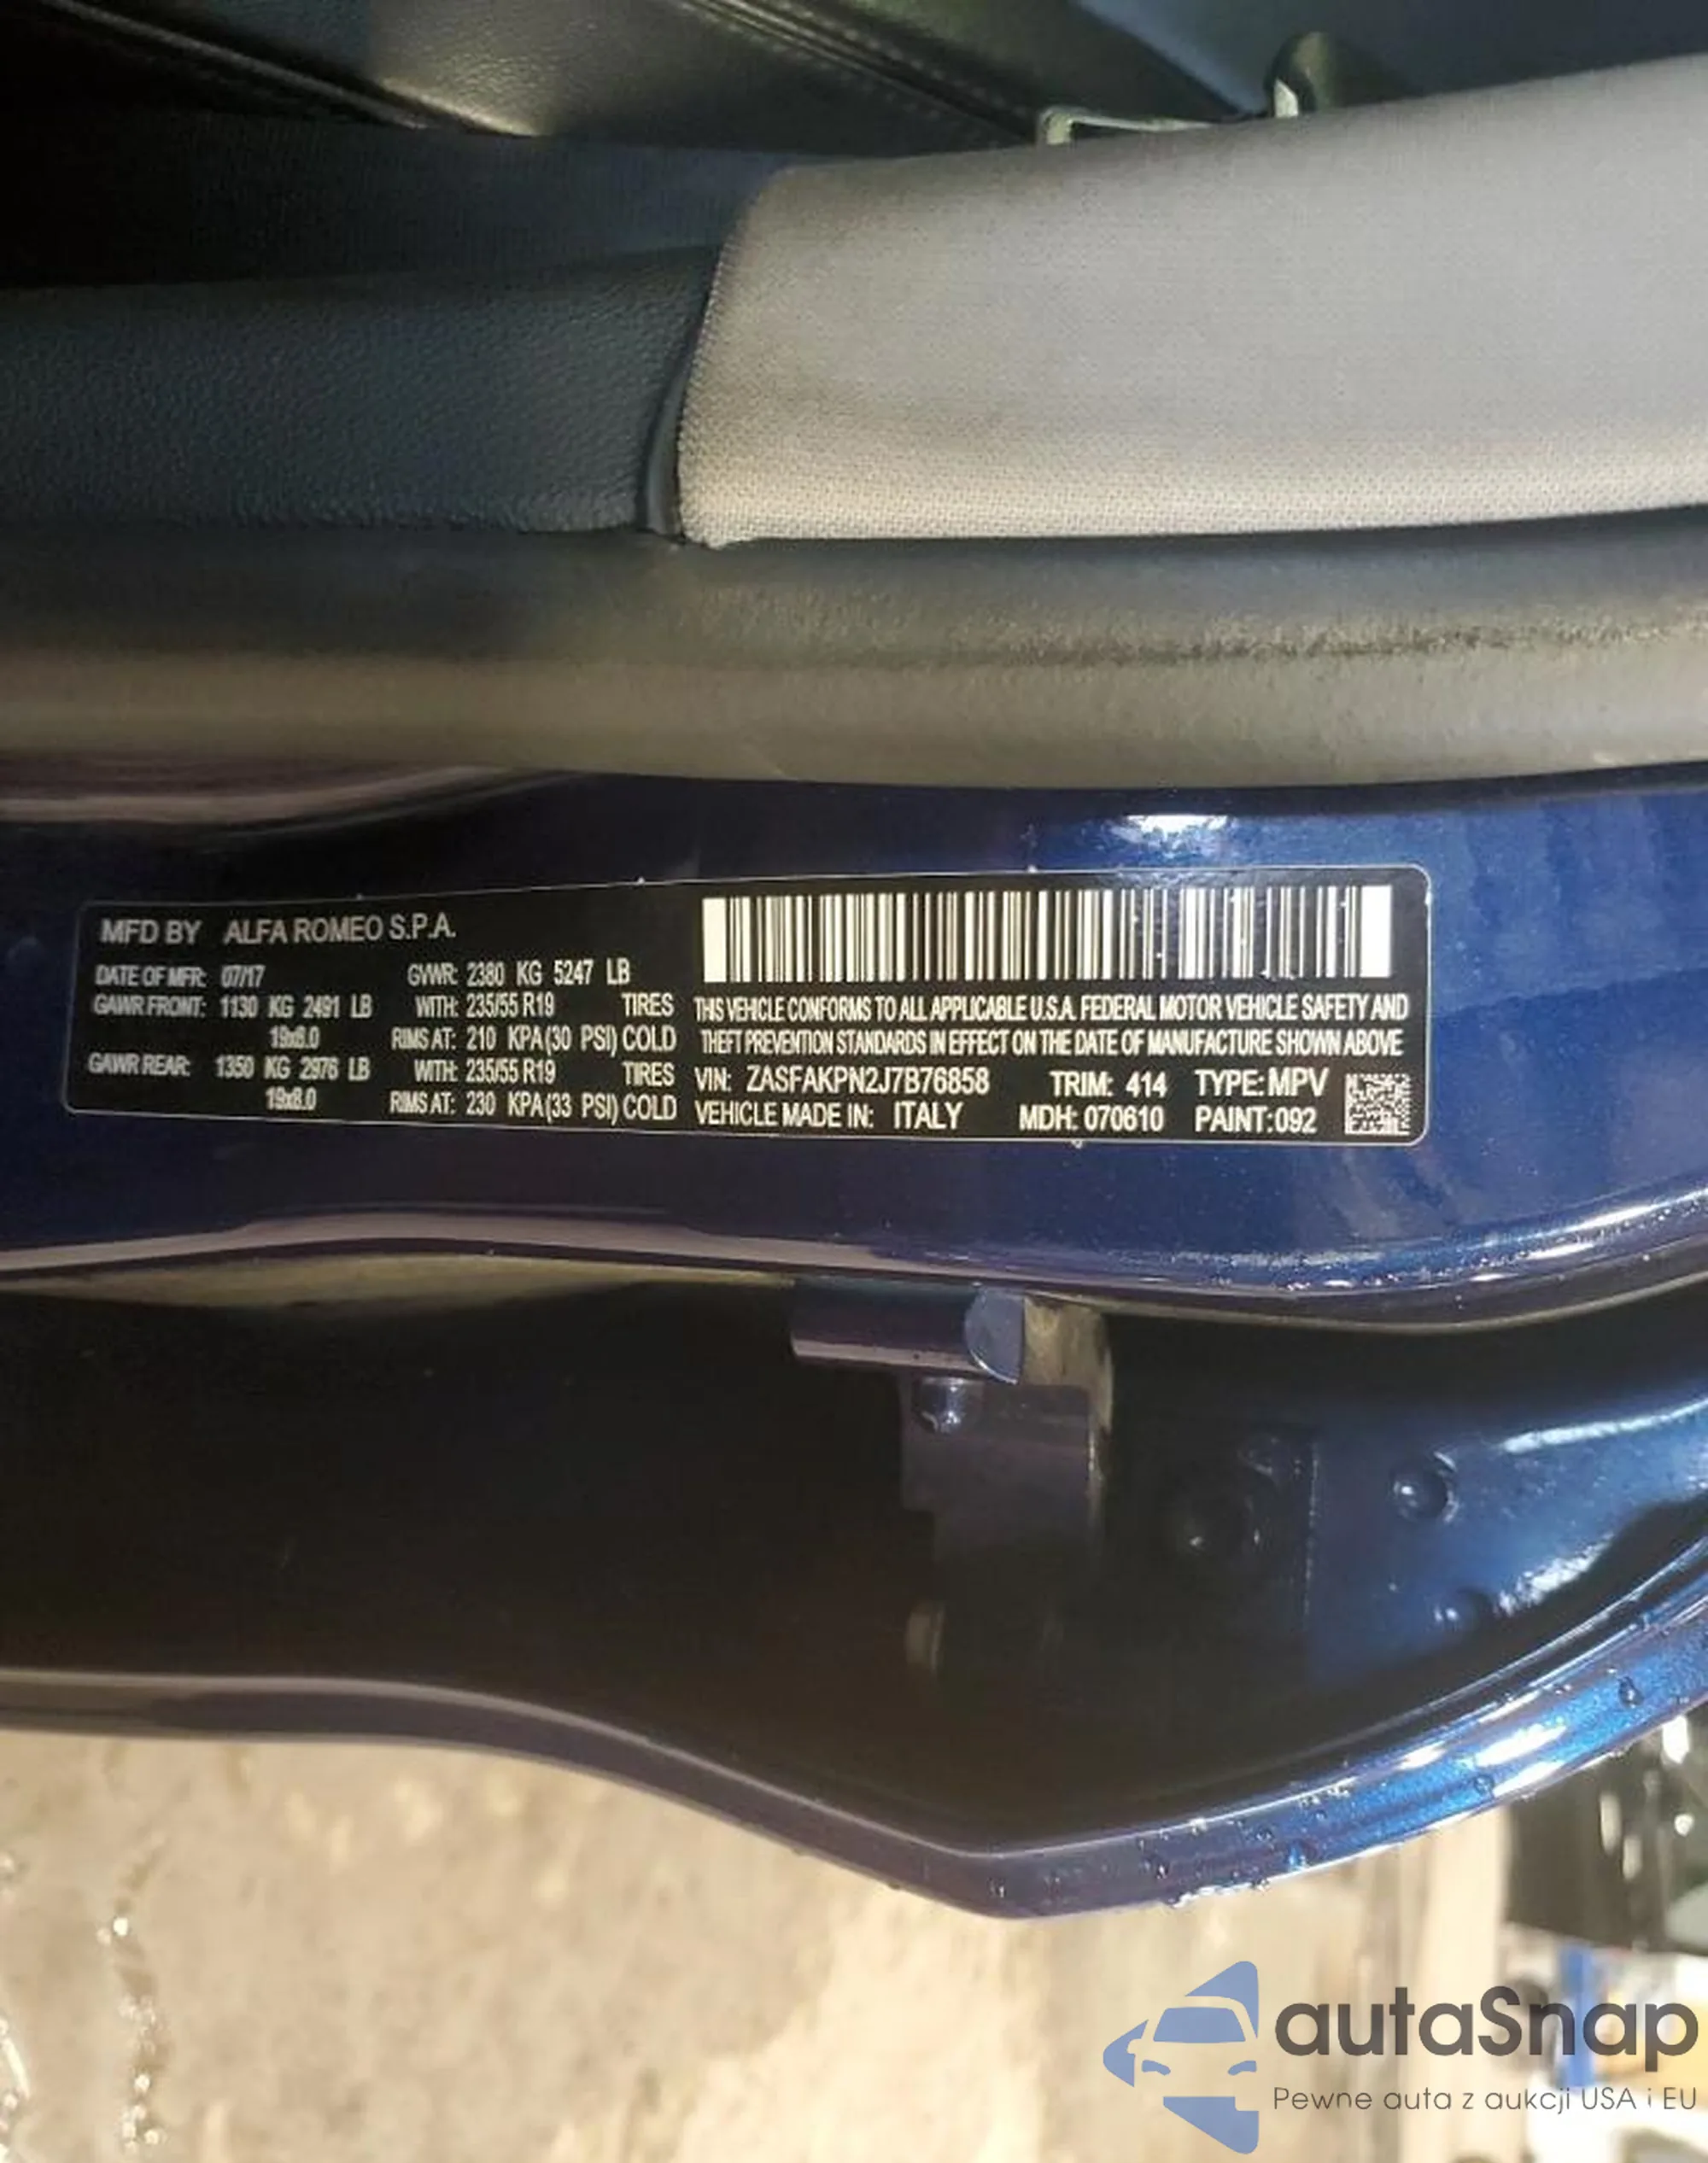 MFD BY ALFA ROMEO S.P.A.
DATE OF MFR: 07/17 GVWR: 2380 KG 5247 LB
GAWR FRONT: 1130 KG 2491 LB WITH: 235/55 R19 TIRES
19x8.0 RIMS AT: 210 KPA(30 PSI) COLD
GAWR REAR: 1350 KG 2976 LB WITH: 235/55 R19 TIRES
19x8.0 RIMS AT: 230 KPA(33 PSI) COLD
THIS VEHICLE CONFORMS TO ALL APPLICABLE U.S.A. FEDERAL MOTOR VEHICLE SAFETY AND
THEFT PREVENTION STANDARDS IN EFFECT ON THE DATE OF MANUFACTURE SHOWN ABOVE
VIN: ZASFAKPN2J7B76858 TRIM: 414 TYPE: MPV
VEHICLE MADE IN: ITALY MDH: 070610 PAINT:092
autaSnap
Pewne auta z aukcji USA i EU